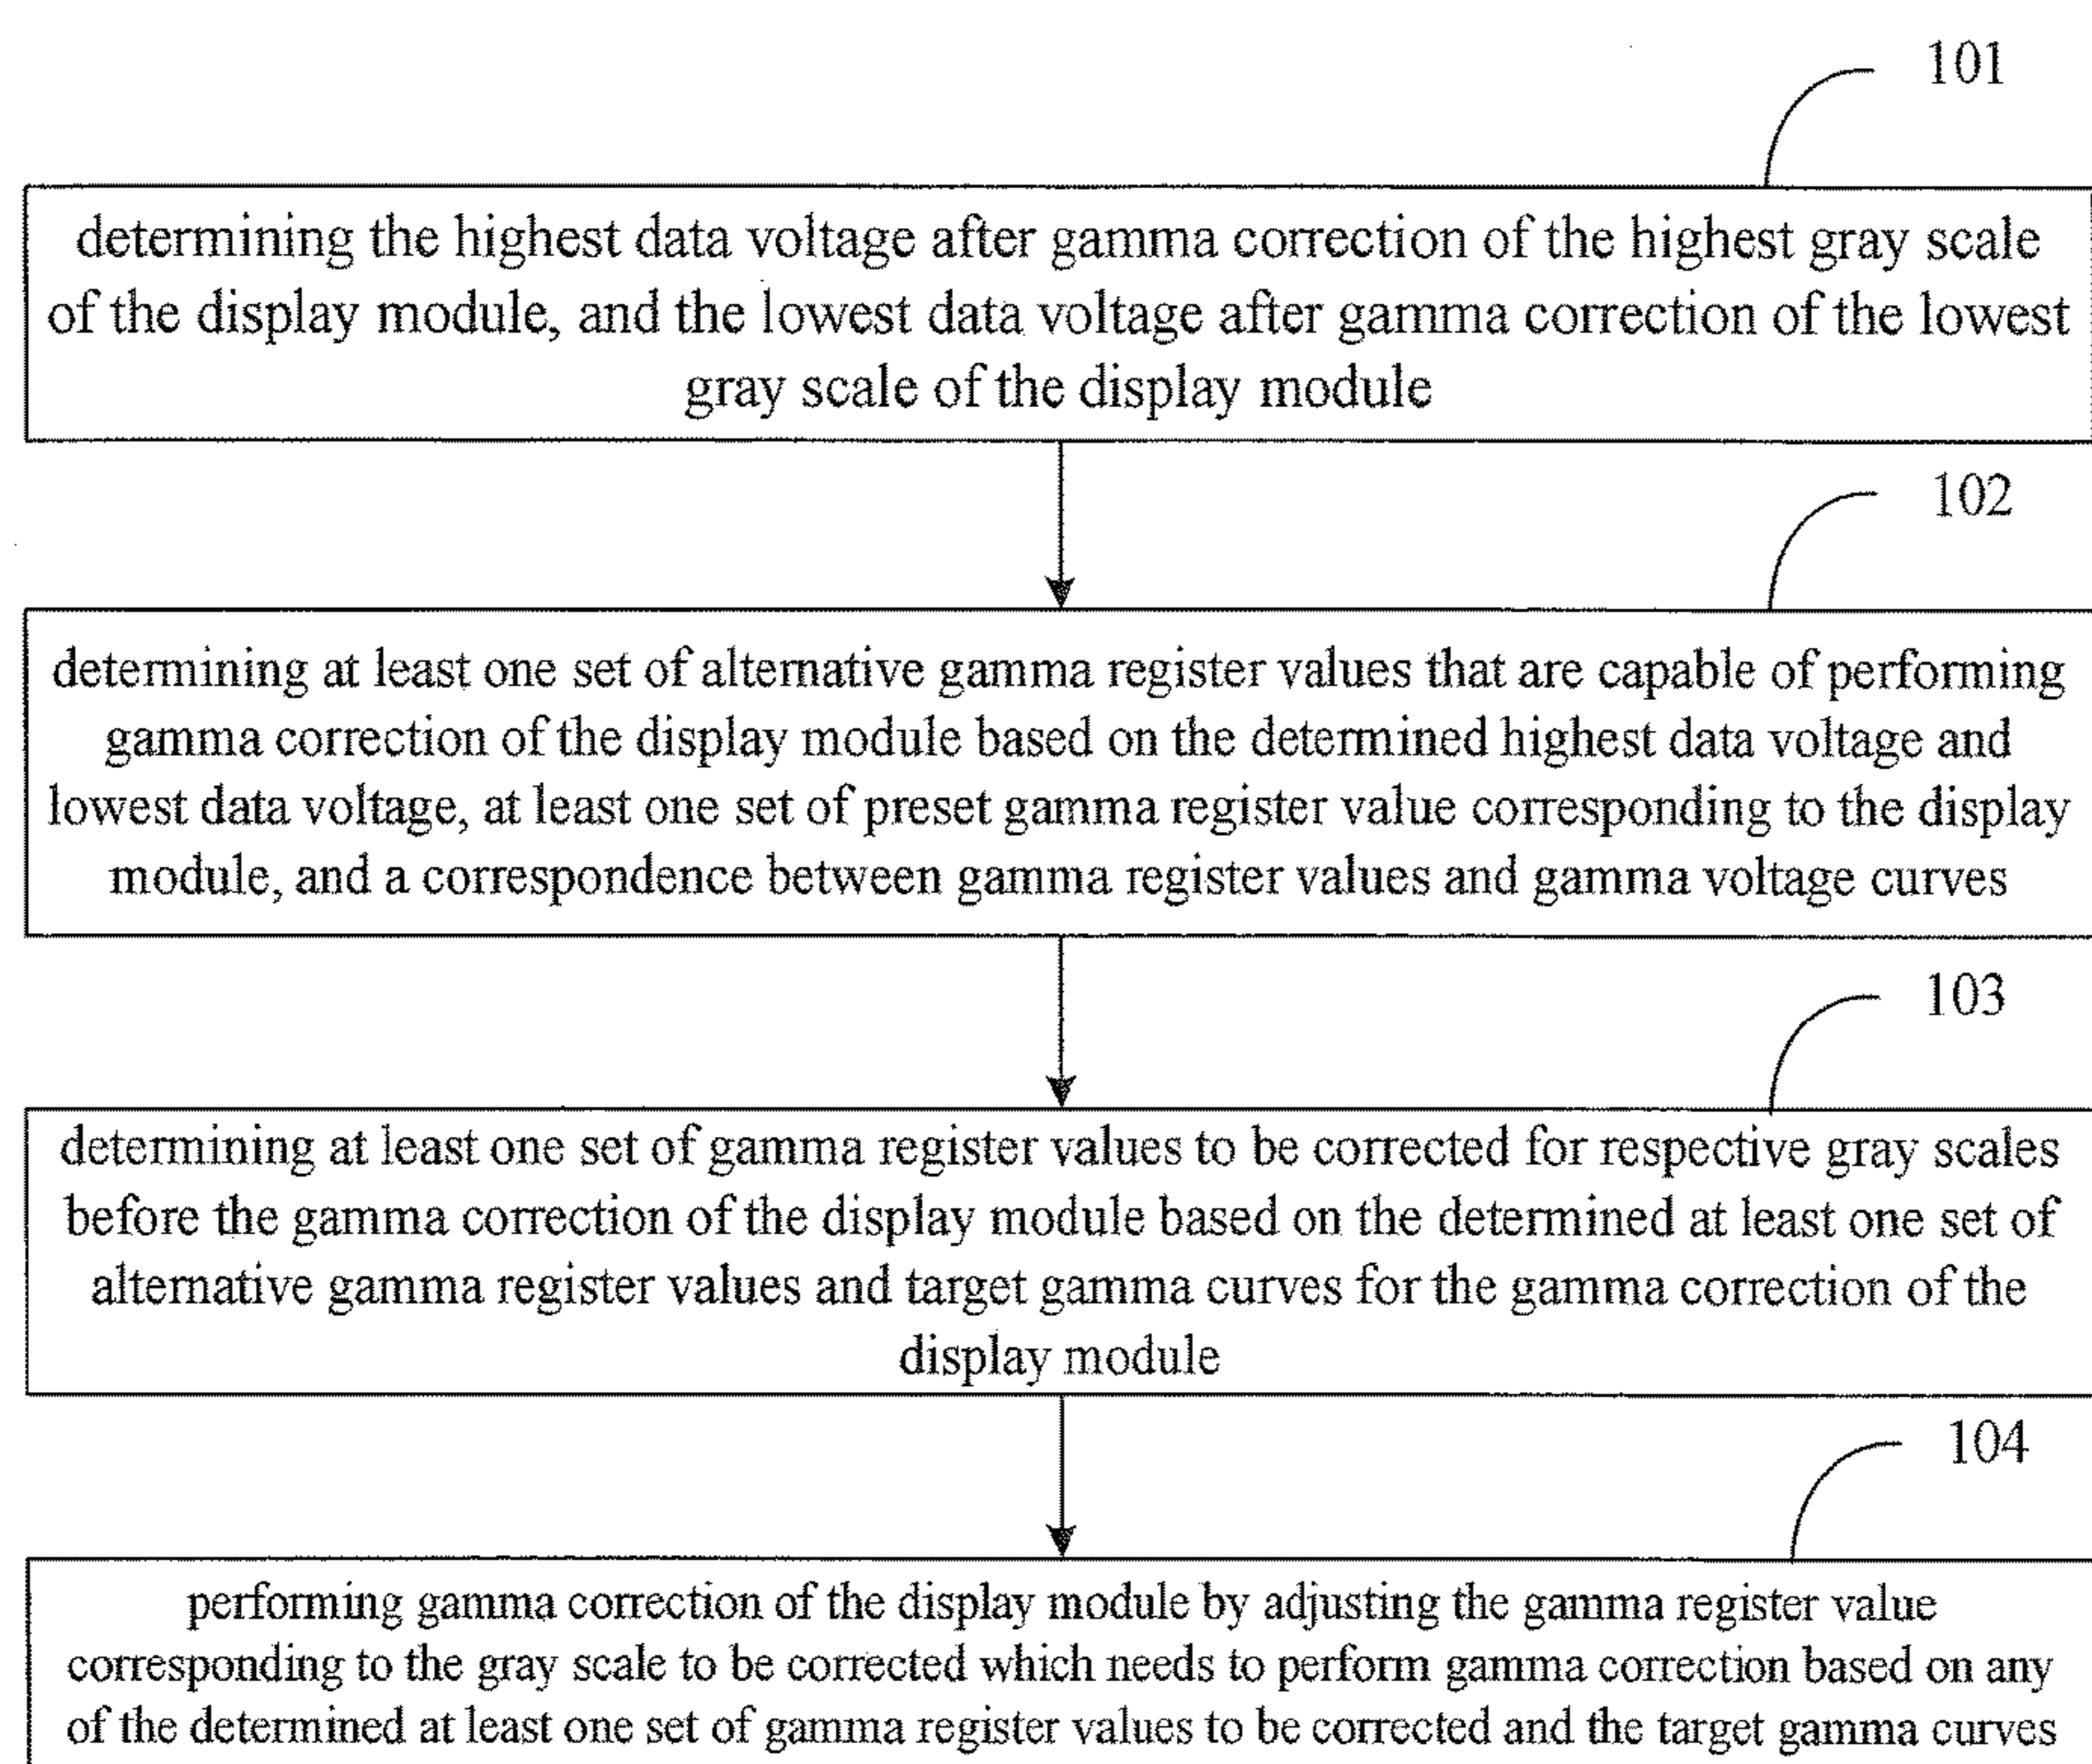 101
determining the highest data voltage after gamma correction of the highest gray scale
of the display module, and the lowest data voltage after gamma correction of the lowest
gray scale of the display module
102
determining at least one set of alternative gamma register values that are capable of performing
gamma correction of the display module based on the determined highest data voltage and
lowest data voltage, at least one set of preset gamma register value corresponding to the display
module, and a correspondence between gamma register values and gamma voltage curves
103
determining at least one set of gamma register values to be corrected for respective gray scales
before the gamma correction of the display module based on the determined at least one set of
alternative gamma register values and target gamma curves for the gamma correction of the
display module
104
performing gamma correction of the display module by adjusting the gamma register value
corresponding to the gray scale to be corrected which needs to perform gamma correction based on any
of the determined at least one set of gamma register values to be corrected and the target gamma curves